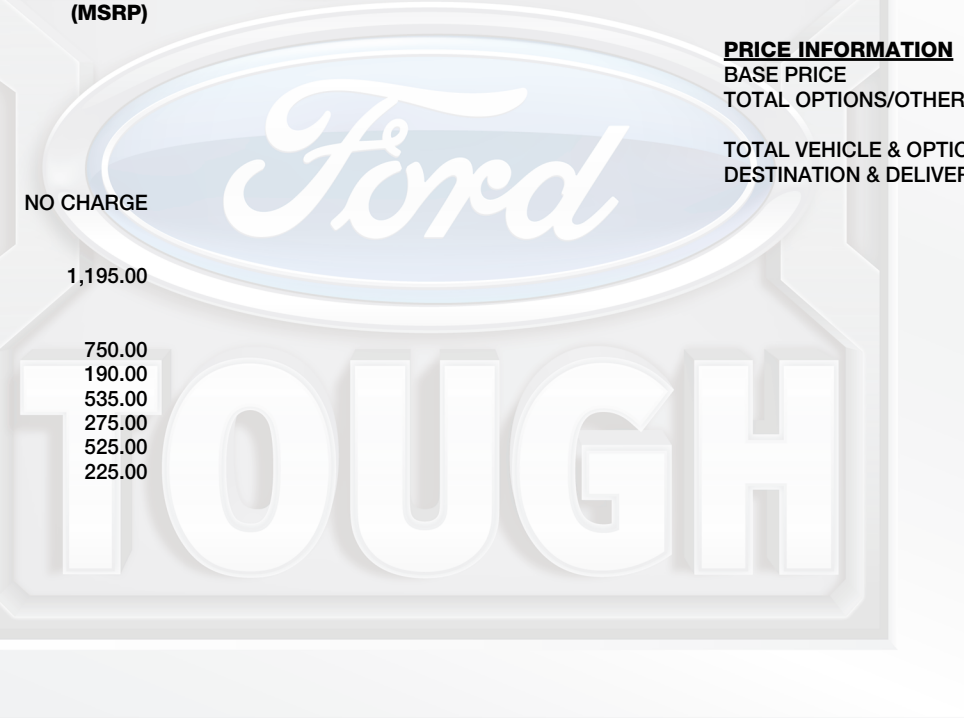 (MSRP)
NO CHARGE
1,195.00
750.00
190.00
535.00
275.00
525.00
225.00
PRICE INFORMATION
BASE PRICE
TOTAL OPTIONS/OTHER
TOTAL VEHICLE & OPTIO
DESTINATION & DELIVER
Ford
TOUGH